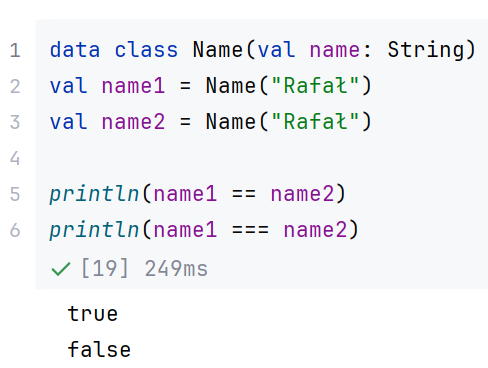 1 data class Name(val name: String)
2 val name1 = Name("Rafał")
3 val name2 = Name("Rafał")
4
5 println(name1 == name2)
6 println(name1 === name2)
[19] 249ms
true
false